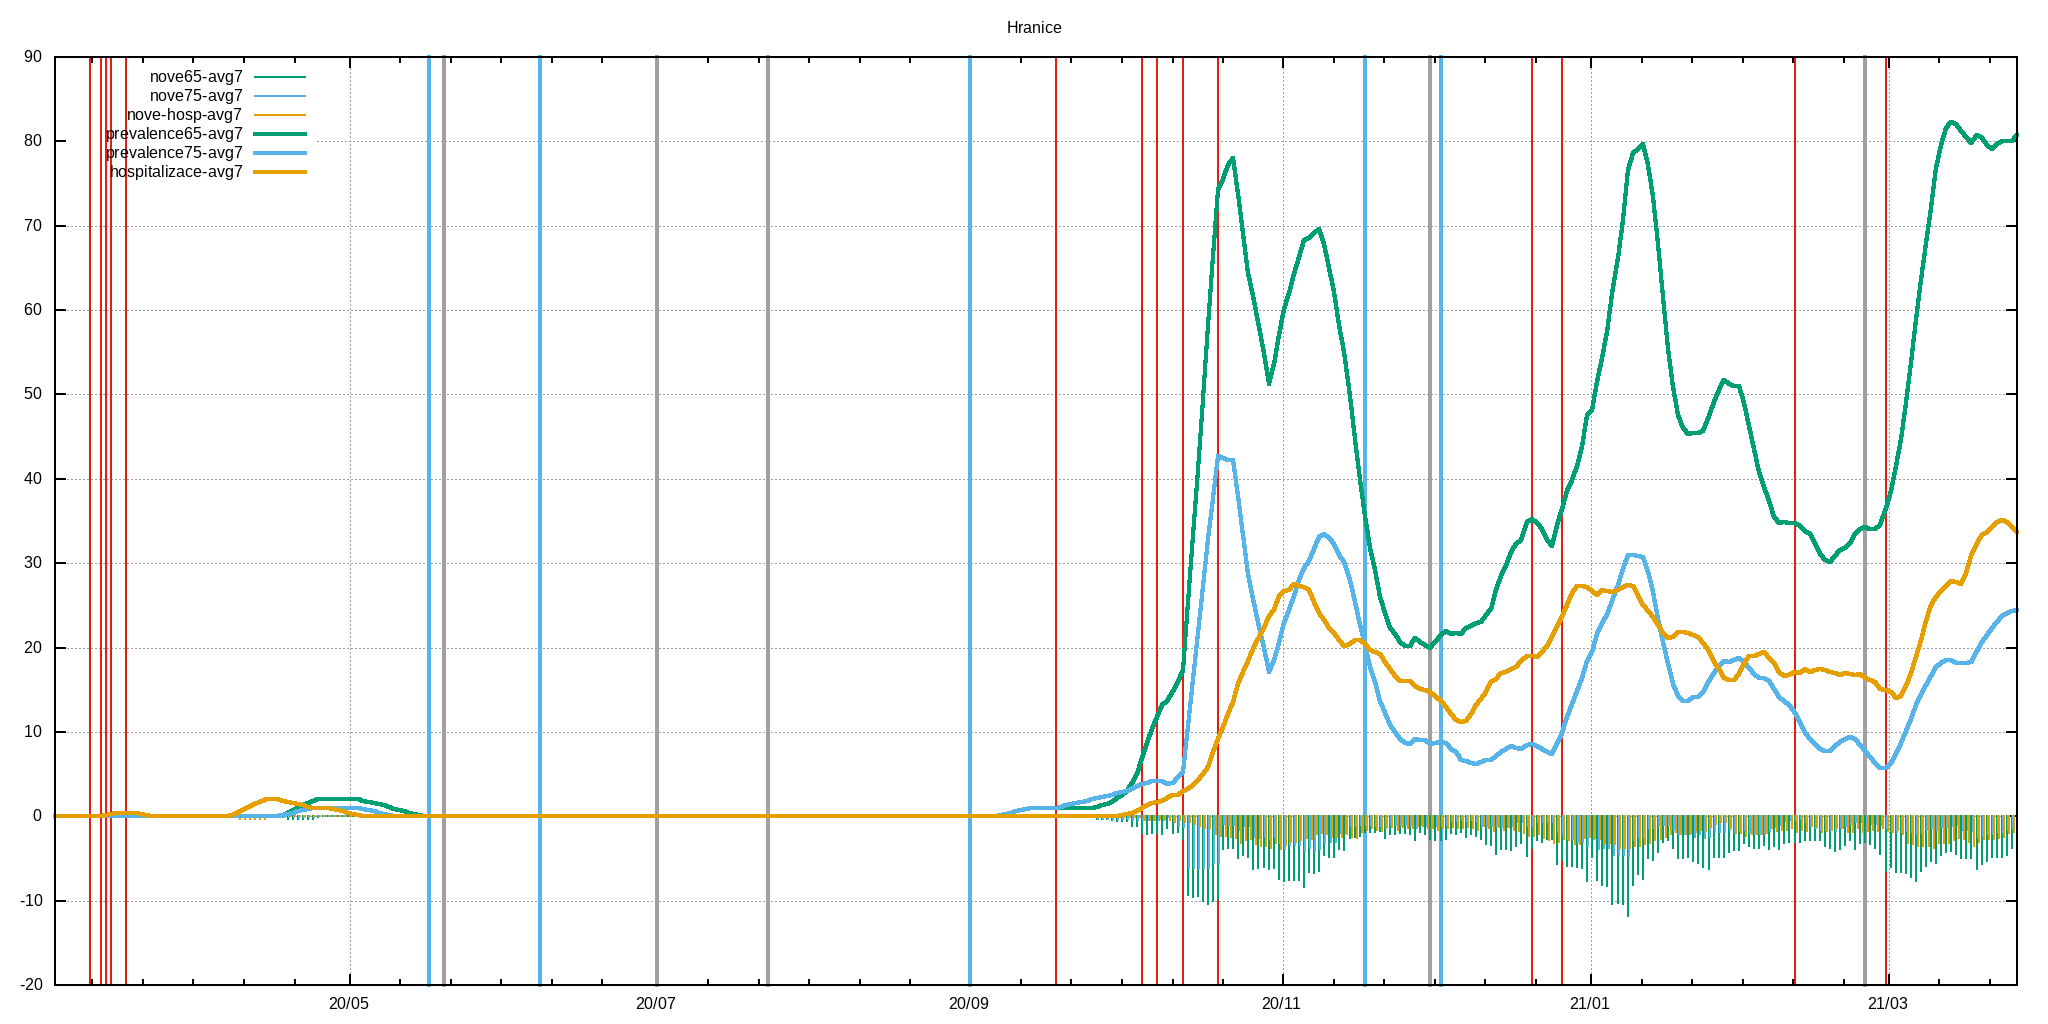 Hranice
90
80
70
60
50
40
30
20
10
0
-10
-20
nove65-avg7
nove75-avg7
nove-hosp-avg7
prevalence65-avg7
prevalence75-avg7
hospitalizace-avg7
20/05 20/07 20/09 20/11 21/01 21/03